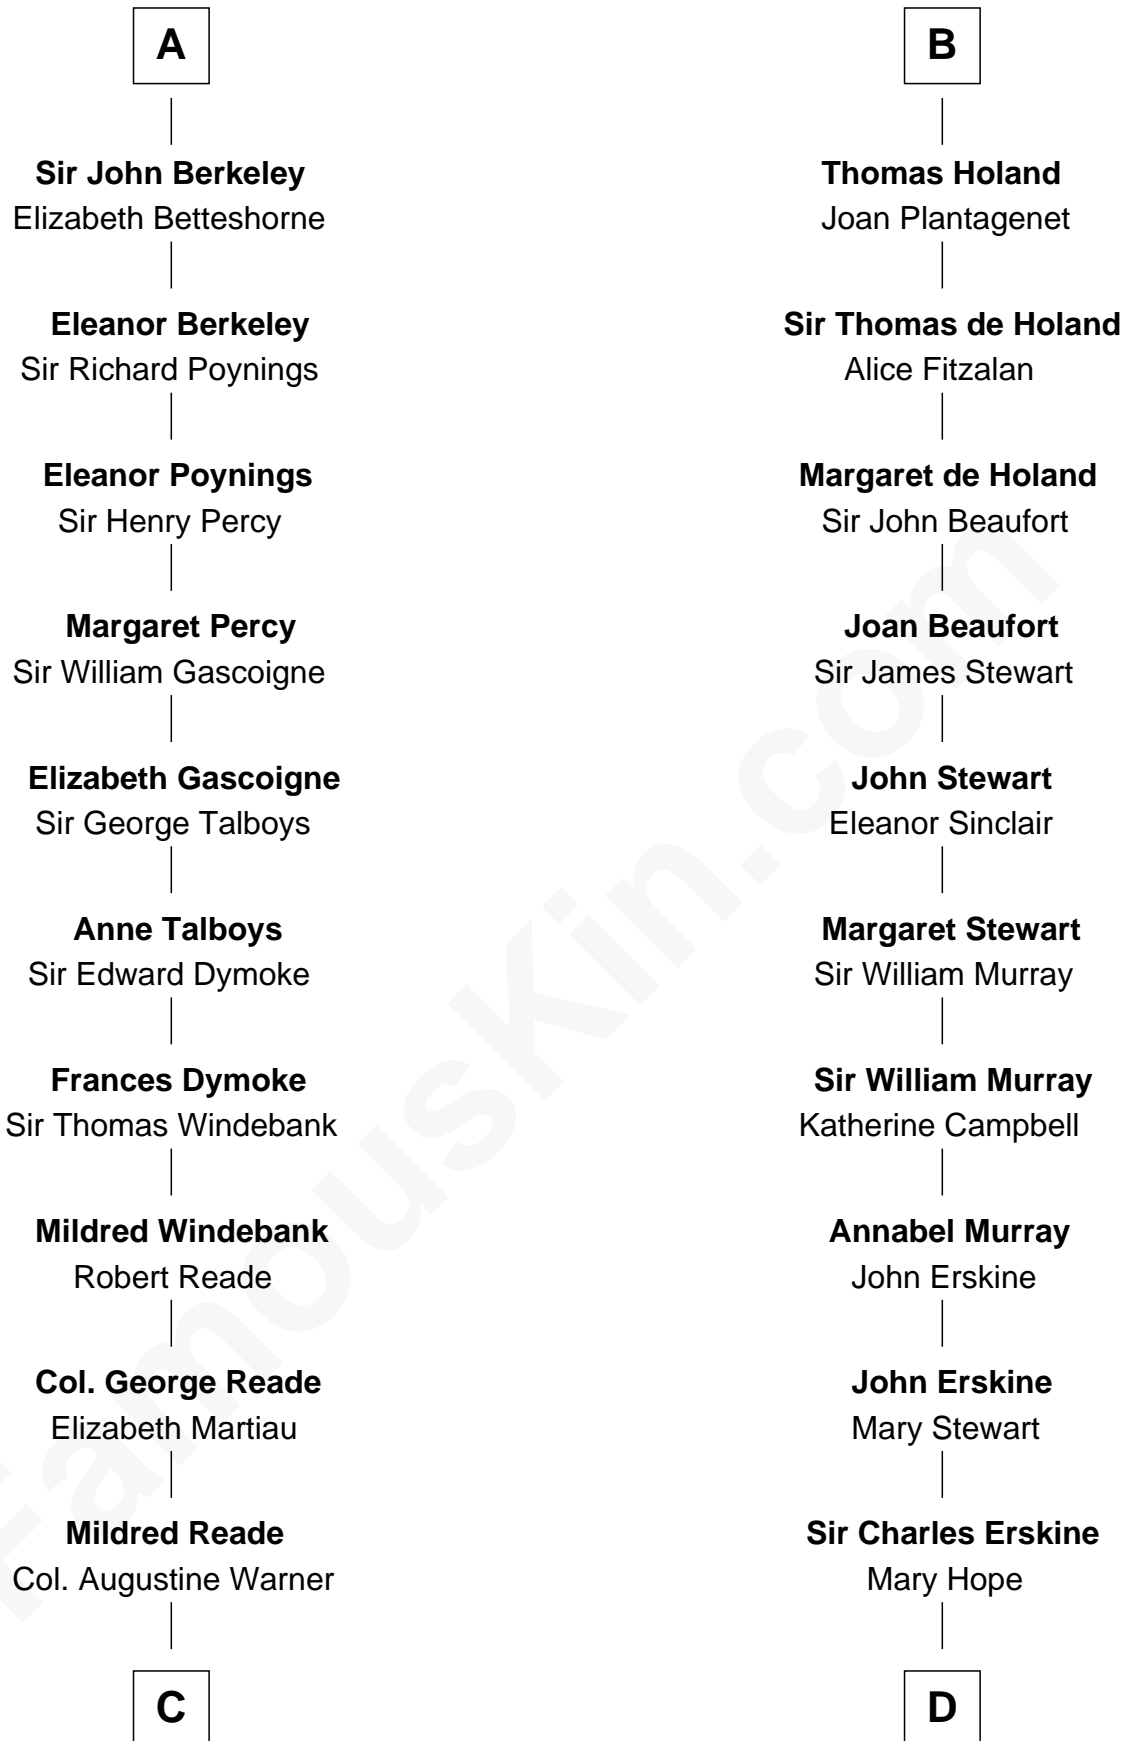 A
Sir John Berkeley
Elizabeth Betteshorne
Eleanor Berkeley
Sir Richard Poynings
Eleanor Poynings
Sir Henry Percy
Margaret Percy
Sir William Gascoigne
Elizabeth Gascoigne
Sir George Talboys
Anne Talboys
Sir Edward Dymoke
Frances Dymoke
Sir Thomas Windebank
Mildred Windebank
Robert Reade
Col. George Reade
Elizabeth Martiau
Mildred Reade
Col. Augustine Warner
C
B
Thomas Holand
Joan Plantagenet
Sir Thomas de Holand
Alice Fitzalan
Margaret de Holand
Sir John Beaufort
Joan Beaufort
Sir James Stewart
John Stewart
Eleanor Sinclair
Margaret Stewart
Sir William Murray
Sir William Murray
Katherine Campbell
Annabel Murray
John Erskine
John Erskine
Mary Stewart
Sir Charles Erskine
Mary Hope
D
FamousKin.com